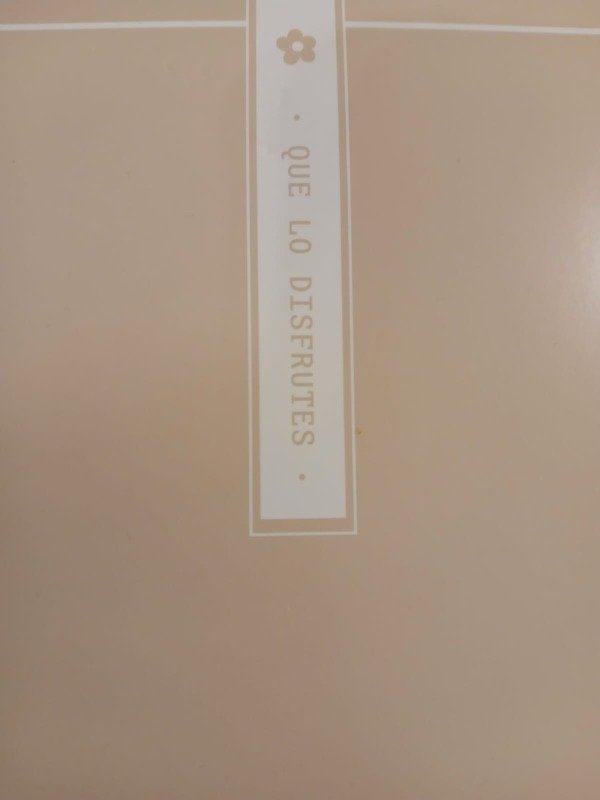 · QUE LO DISFRUTES ·